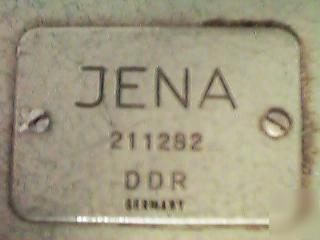 JENA
211282
DDR
GERMANY